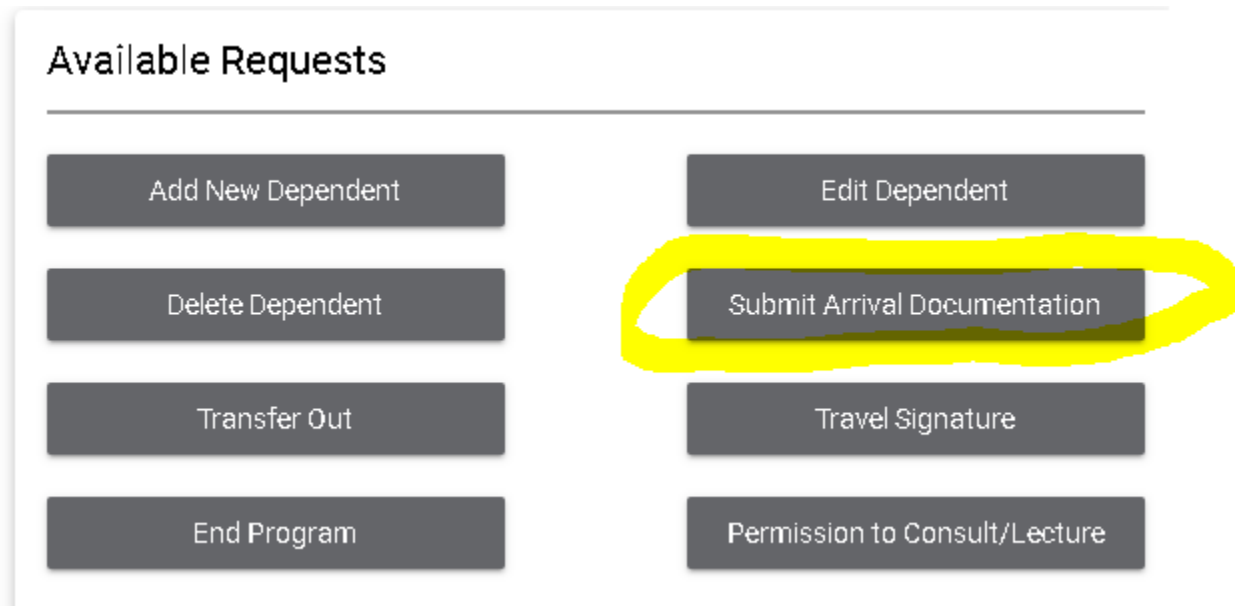 Available Requests
Add New Dependent
Edit Dependent
Delete Dependent
Submit Arrival Documentation
Transfer Out
Travel Signature
End Program
Permission to Consult/Lecture